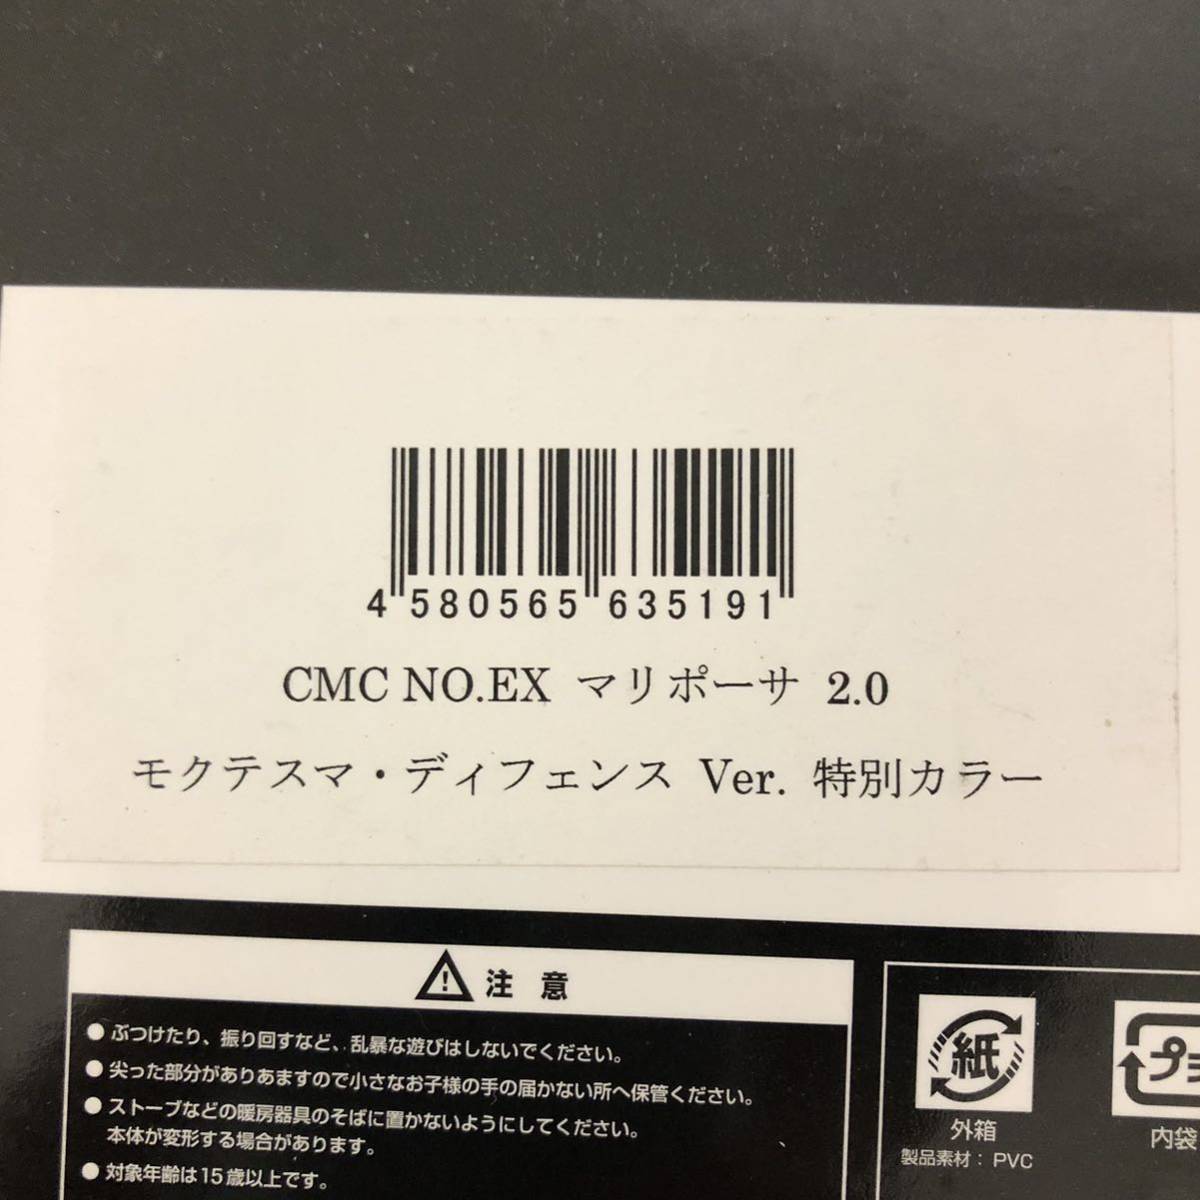 4 580565 635191
CMC NO.EX マリポーサ 2.0
モクテスマ・ディフェンス Ver. 特別カラー
注 意
●ぶつけたり、振り回すなど、乱暴な遊びはしないでください。
●尖った部分がありあますので小さなお子様の手の届かない所へ保管ください。
●ストーブなどの暖房器具のそばに置かないようにしてください。
本体が変形する場合があります。
●対象年齢は15歳以上です。
紙
外箱
製品素材：PVC
プラ
内袋